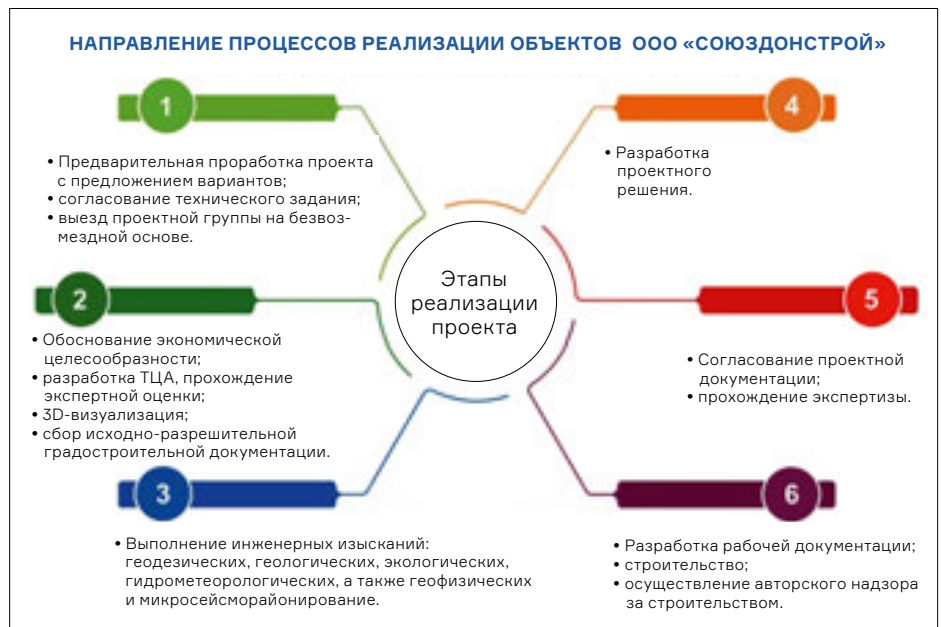 НАПРАВЛЕНИЕ ПРОЦЕССОВ РЕАЛИЗАЦИИ ОБЪЕКТОВ ООО «СОЮЗДОНСТРОЙ»
1
• Предварительная проработка проекта
с предложением вариантов;
• согласование технического задания;
• выезд проектной группы на безвоз-
мездной основе.
2
• Обоснование экономической
целесообразности;
• разработка ТЦА, прохождение
экспертной оценки;
• 3D-визуализация;
• сбор исходно-разрешительной
градостроительной документации.
3
• Выполнение инженерных изысканий:
геодезических, геологических, экологических,
гидрометеорологических, а также геофизических
и микросейсморайонирование.
Этапы
реализации
проекта
4
• Разработка
проектного
решения.
5
• Согласование проектной
документации;
• прохождение экспертизы.
6
• Разработка рабочей документации;
• строительство;
• осуществление авторского надзора
за строительством.